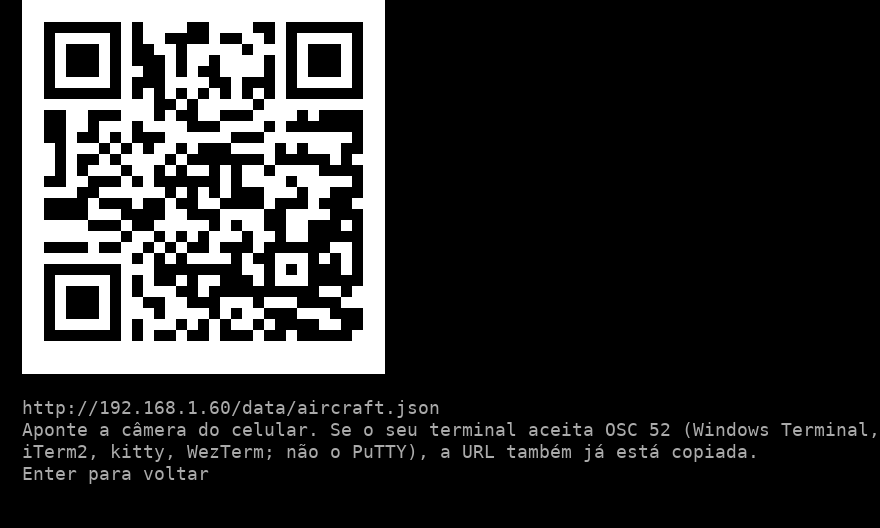 http://192.168.1.60/data/aircraft.json
Aponte a câmera do celular. Se o seu terminal aceita OSC 52 (Windows Terminal,
iTerm2, kitty, WezTerm; não o PuTTY), a URL também já está copiada.
Enter para voltar